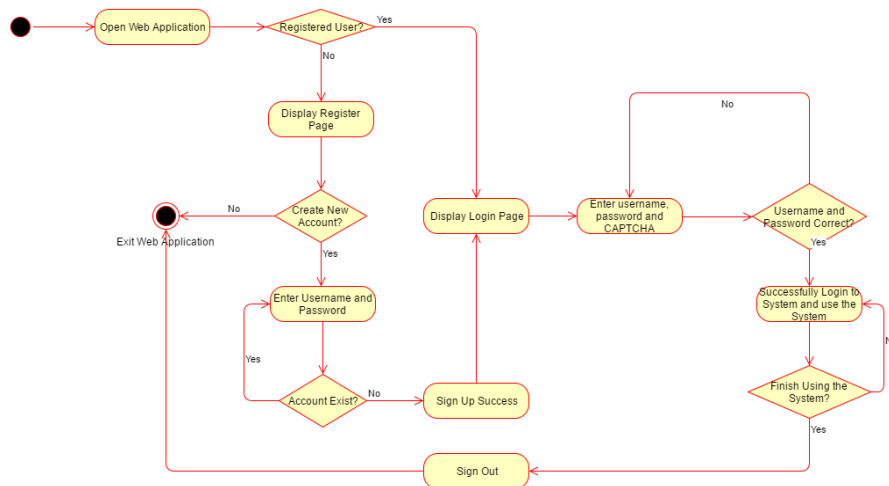 Open Web Application
Registered User?
Yes
No
Display Register
Page
No
Create New
Account?
Exit Web Application
Yes
Enter Username and
Password
Yes
Account Exist?
No
Sign Up Success
Display Login Page
Enter username,
password and
CAPTCHA
No
Username and
Password Correct?
Yes
Successfully Login to
System and use the
System
Finish Using the
System?
Yes
Sign Out